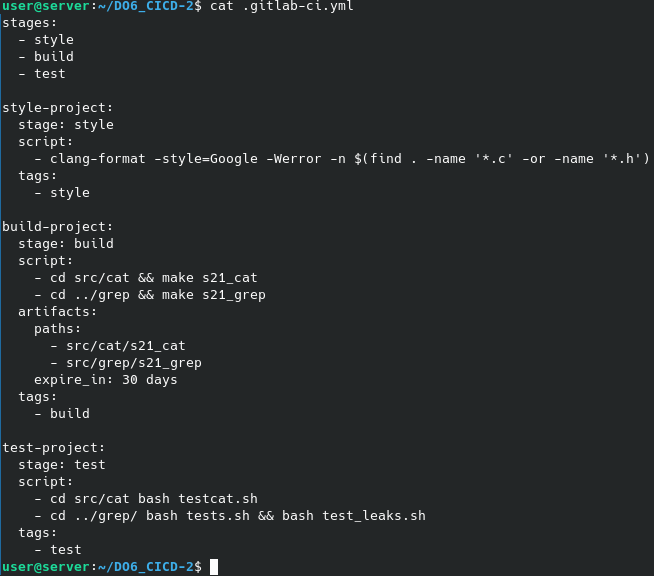 user@server:~/DO6_CICD-2$ cat .gitlab-ci.yml
stages:
  - style
  - build
  - test

style-project:
  stage: style
  script:
    - clang-format -style=Google -Werror -n $(find . -name '*.c' -or -name '*.h')
  tags:
    - style

build-project:
  stage: build
  script:
    - cd src/cat && make s21_cat
    - cd ../grep && make s21_grep
  artifacts:
    paths:
      - src/cat/s21_cat
      - src/grep/s21_grep
    expire_in: 30 days
  tags:
    - build

test-project:
  stage: test
  script:
    - cd src/cat bash testcat.sh
    - cd ../grep/ bash tests.sh && bash test_leaks.sh
  tags:
    - test
user@server:~/DO6_CICD-2$